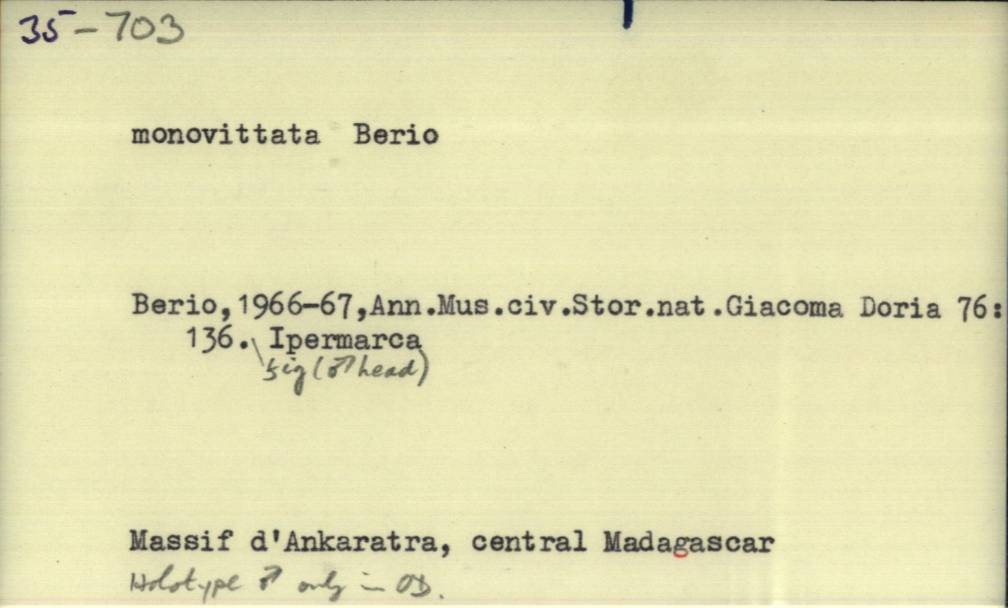 35-703
monovittata Berio
Berio,1966-67,Ann.Mus.civ.Stor.nat.Giacoma Doria 76:
136. Ipermarca
fig (♂ head)
Massif d'Ankaratra, central Madagascar
Holotype ♂ only in OD.